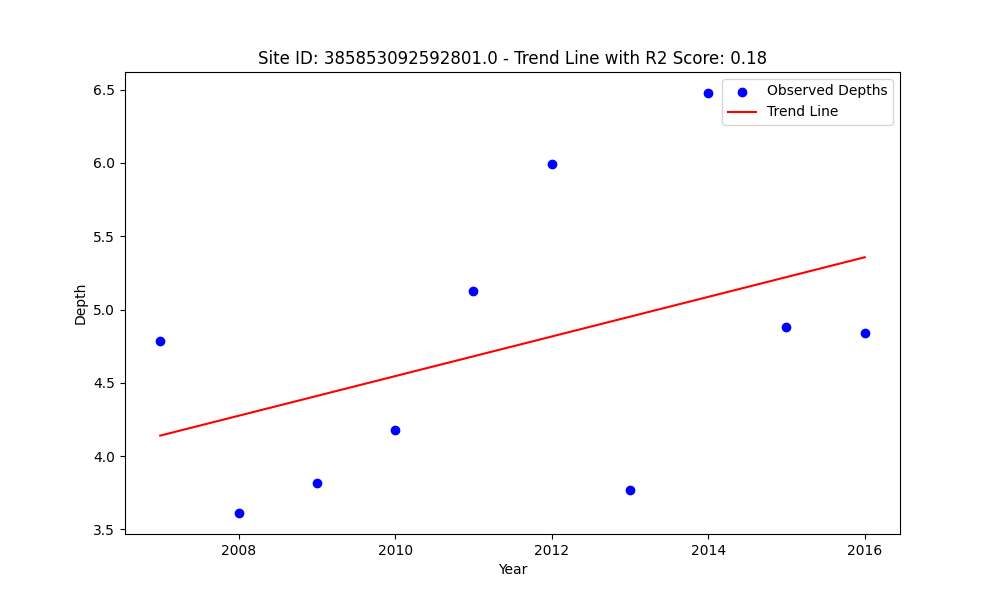 Site ID: 385853092592801.0 - Trend Line with R2 Score: 0.18
Observed Depths
Trend Line
6.5
6.0
5.5
5.0
4.5
4.0
3.5
Depth
2008
2010
2012
2014
2016
Year